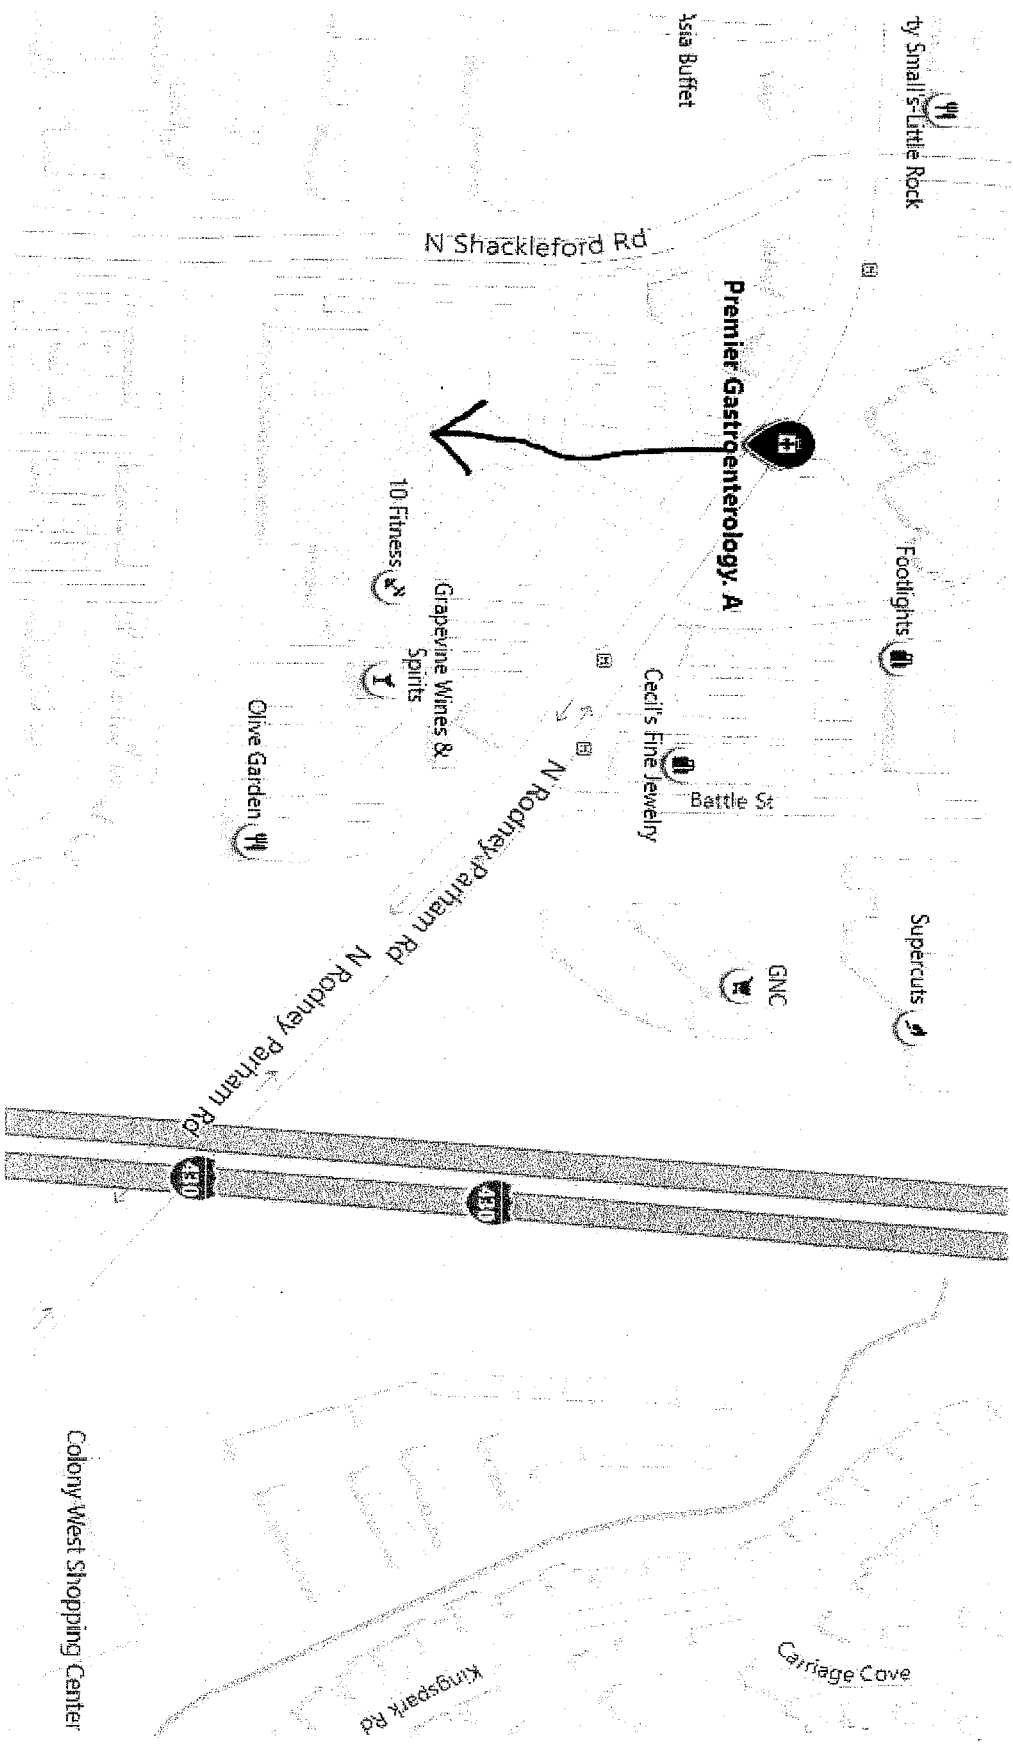 ty Small's-Little Rock
Asia Buffet
N Shackleford Rd
Premier Gastroenterology. A
Footlights
10 Fitness
Grapevine Wines &
Spirits
Cecil's Fine Jewelry
Battle St
Olive Garden
N Rodney Parham Rd
N Rodney Parham Rd
GNC
Supercuts
430
430
Colony West Shopping Center
Kingspark Rd
Carriage Cove
H
H
H